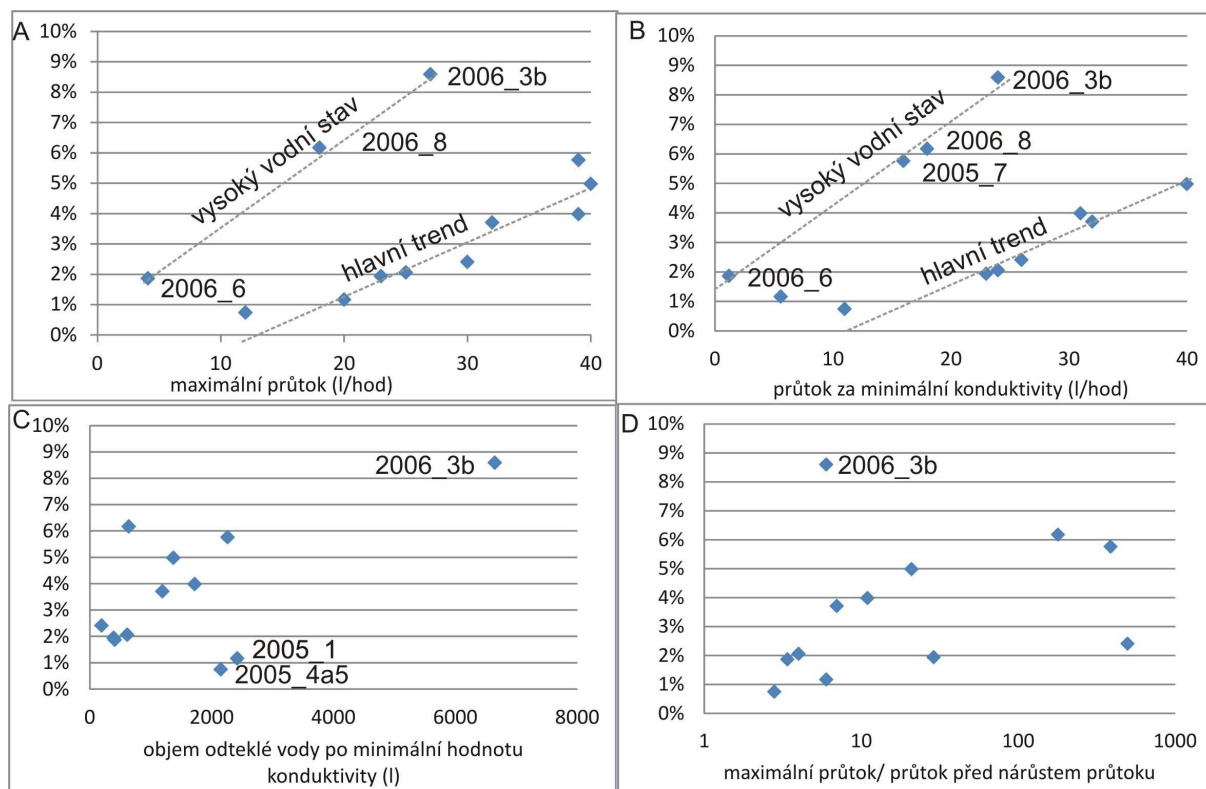 A
10%
9%
8%
7%
6%
5%
4%
3%
2%
1%
0%
2006_3b
2006_8
2006_6
vysoký vodní stav
hlavní trend
0 10 20 30 40
maximální průtok (l/hod)
B
10%
9%
8%
7%
6%
5%
4%
3%
2%
1%
0%
2006_3b
2006_8
2005_7
2006_6
vysoký vodní stav
hlavní trend
0 10 20 30 40
průtok za minimální konduktivity (l/hod)
C
10%
9%
8%
7%
6%
5%
4%
3%
2%
1%
0%
2006_3b
2005_1
2005_4a5
0 2000 4000 6000 8000
objem odteklé vody po minimální hodnotu
konduktivity (l)
D
10%
9%
8%
7%
6%
5%
4%
3%
2%
1%
0%
2006_3b
1 10 100 1000
maximální průtok/ průtok před nárůstem průtoku